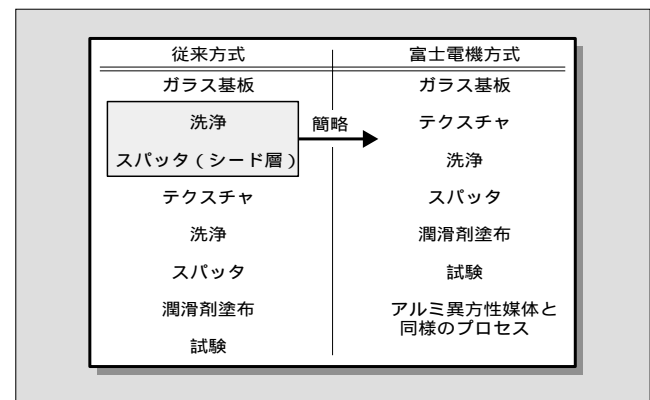 従来方式
ガラス基板
洗浄
スパッタ（シード層）
テクスチャ
洗浄
スパッタ
潤滑剤塗布
試験
簡略
富士電機方式
ガラス基板
テクスチャ
洗浄
スパッタ
潤滑剤塗布
試験
アルミ異方性媒体と
同様のプロセス